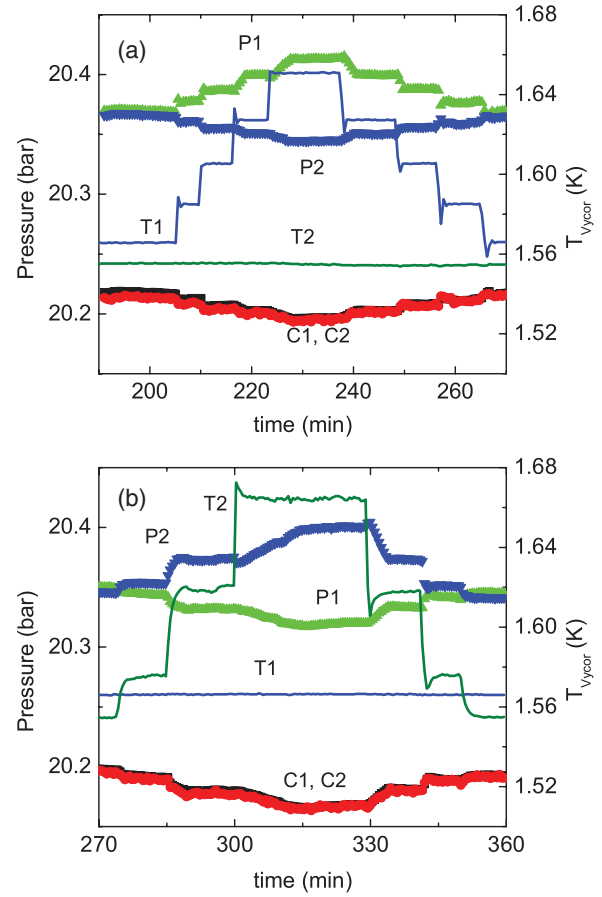 (a)
P1
P2
T1
T2
C1, C2
20.4
20.3
20.2
Pressure (bar)
1.68
1.64
1.60
1.56
1.52
T_Vycor (K)
200 220 240 260
time (min)
(b)
T2
P2
P1
T1
C1, C2
20.4
20.3
20.2
Pressure (bar)
1.68
1.64
1.60
1.56
1.52
T_Vycor (K)
270 300 330 360
time (min)